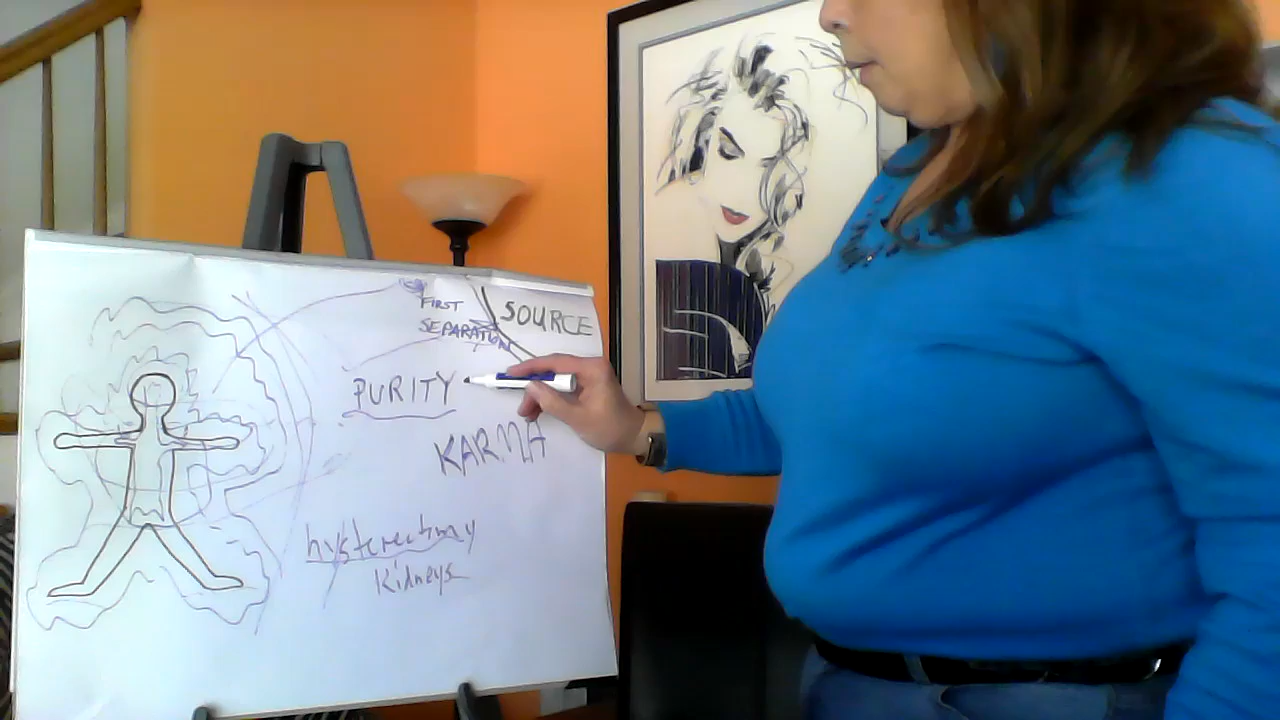 FIRST
SEPARATION
SOURCE
PURITY
KARMA
hysterectomy
Kidneys